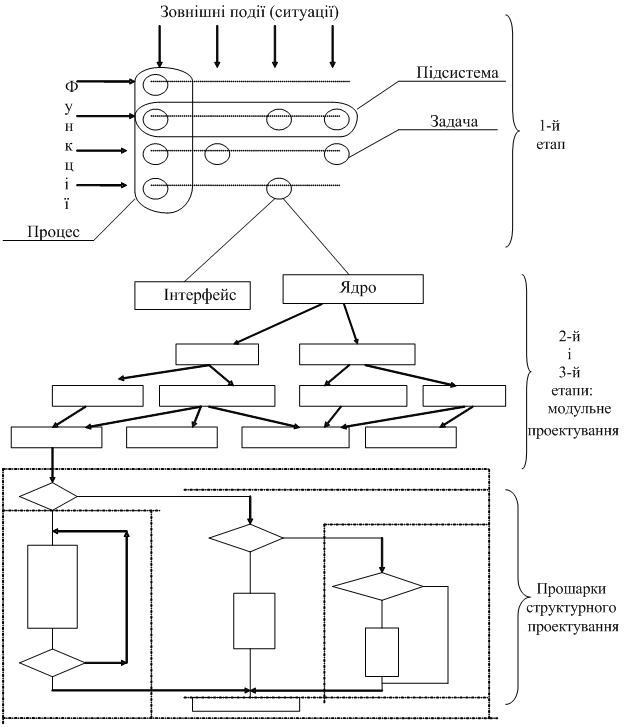 Зовнішні події (ситуації)
Ф
у
н
к
ц
і
ї
Підсистема
Задача
1-й
етап
Процес
Інтерфейс
Ядро
2-й
і
3-й
етапи:
модульне
проектування
Прошарки
структурного
проектування